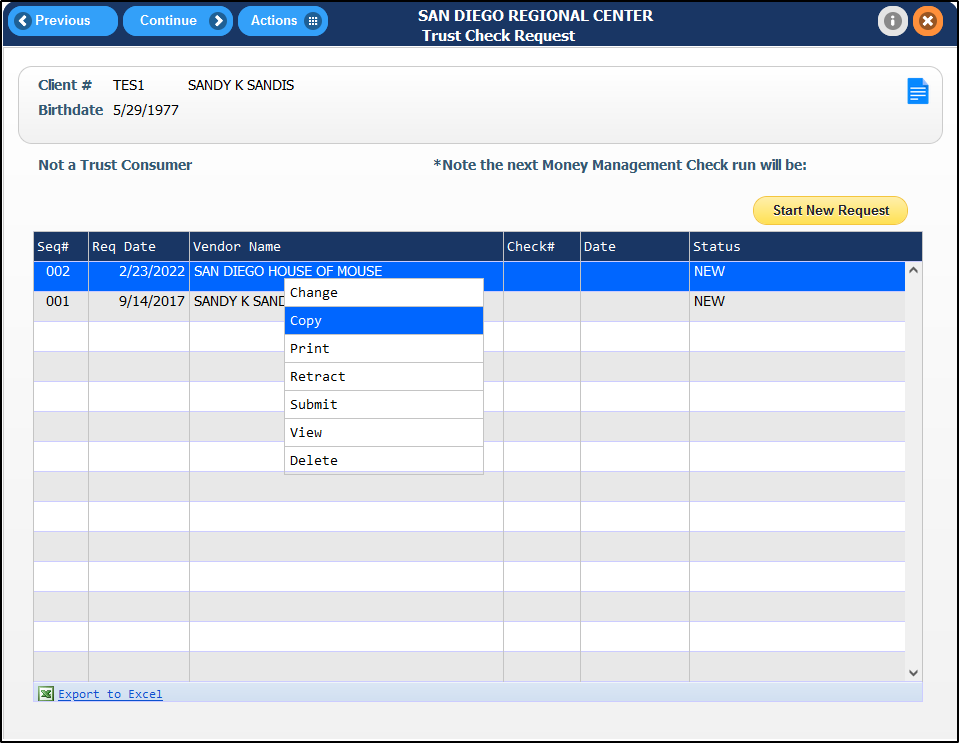 Previous Continue Actions SAN DIEGO REGIONAL CENTER
Trust Check Request
Client # TES1 SANDY K SANDIS
Birthdate 5/29/1977
Not a Trust Consumer *Note the next Money Management Check run will be:
Start New Request
Seq# Req Date Vendor Name Check# Date Status
002 2/23/2022 SAN DIEGO HOUSE OF MOUSE NEW
001 9/14/2017 SANDY K SAND NEW
Change
Copy
Print
Retract
Submit
View
Delete
Export to Excel